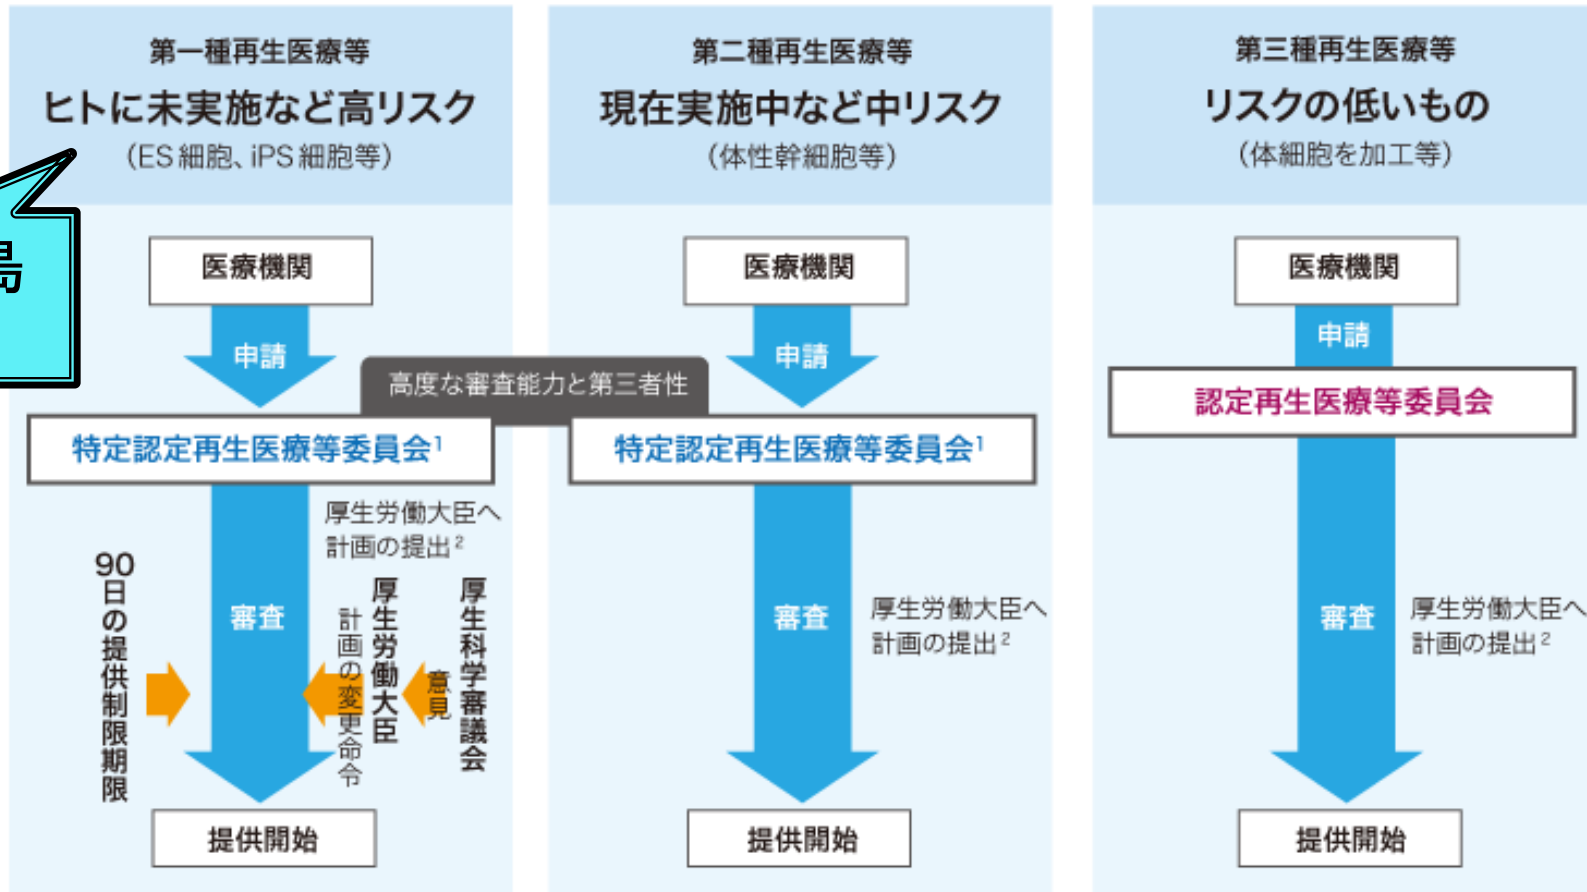 第一種再生医療等
ヒトに未実施など高リスク
（ES細胞、iPS細胞等）
島
医療機関
申請
高度な審査能力と第三者性
特定認定再生医療等委員会1
厚生労働大臣へ
計画の提出2
90日の提供制限期限
審査
計画の変更命令
厚生労働大臣
意見
厚生科学審議会
提供開始
第二種再生医療等
現在実施中など中リスク
（体性幹細胞等）
医療機関
申請
特定認定再生医療等委員会1
審査
厚生労働大臣へ
計画の提出2
提供開始
第三種再生医療等
リスクの低いもの
（体細胞を加工等）
医療機関
申請
認定再生医療等委員会
審査
厚生労働大臣へ
計画の提出2
提供開始